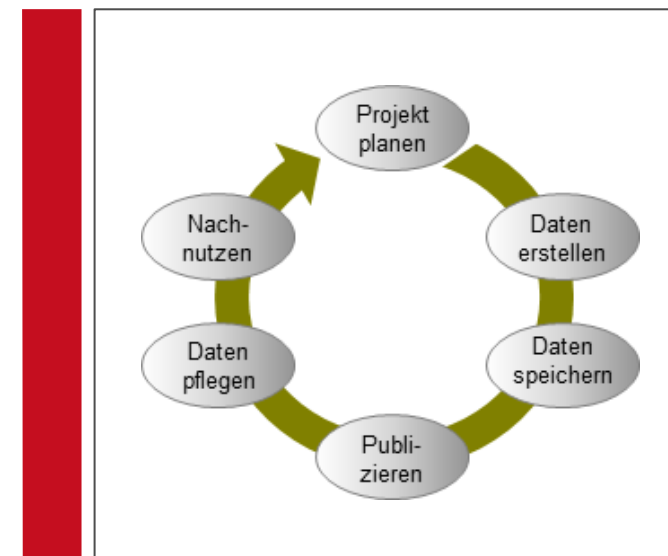 Projekt
planen
Daten
erstellen
Daten
speichern
Publi-
zieren
Daten
pflegen
Nach-
nutzen